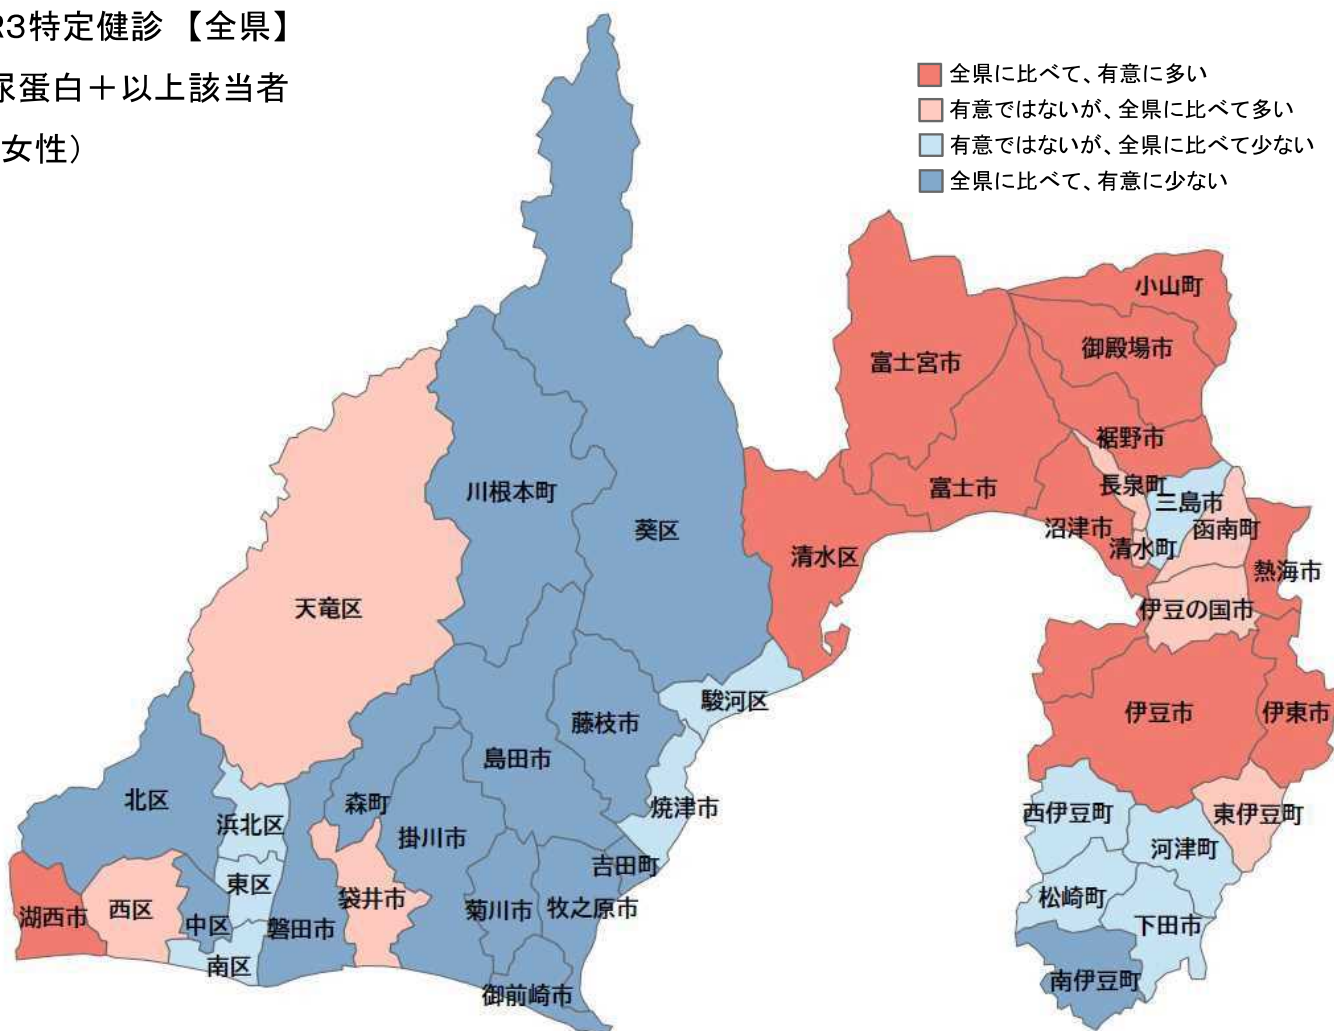 R3特定健診 【全県】
尿蛋白＋以上該当者
女性）
全県に比べて、有意に多い
有意ではないが、全県に比べて多い
有意ではないが、全県に比べて少ない
全県に比べて、有意に少ない
小山町
御殿場市
富士宮市
裾野市
長泉町
富士市
川根本町
三島市
沼津市
函南町
葵区
清水町
清水区
熱海市
天竜区
伊豆の国市
駿河区
伊豆市
伊東市
藤枝市
島田市
北区
森町
焼津市
西伊豆町
東伊豆町
浜北区
掛川市
河津町
吉田町
東区
袋井市
松崎町
西区
菊川市
牧之原市
湖西市
中区
磐田市
下田市
南区
南伊豆町
御前崎市